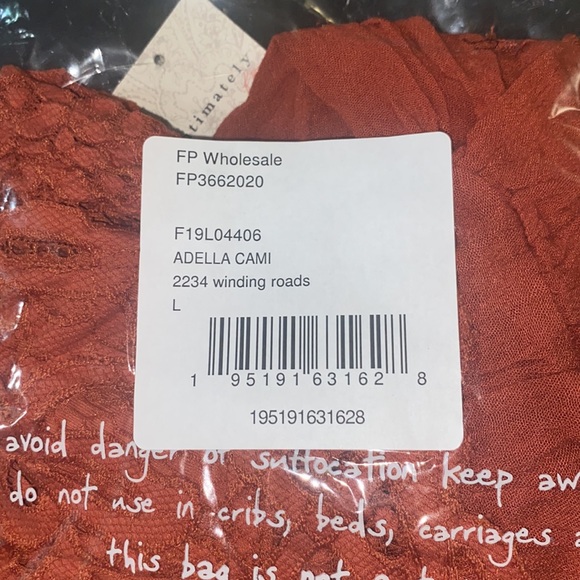 timately
FP Wholesale
FP3662020
F19L04406
ADELLA CAMI
2234 winding roads
L
1 95191 63162 8
195191631628
avoid danger of suffocation keep aw
do not use in cribs, beds, carriages a
this bag is not a